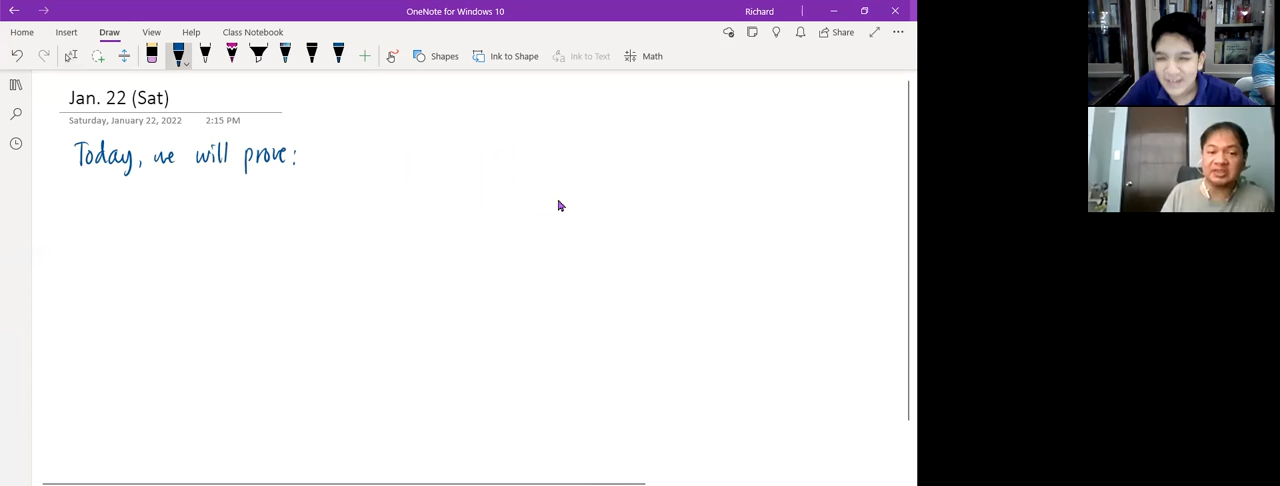 OneNote for Windows 10
Richard
Home Insert Draw View Help Class Notebook
Share
Shapes Ink to Shape Ink to Text Math
Jan. 22 (Sat)
Saturday, January 22, 2022 2:15 PM
Today, we will prove: